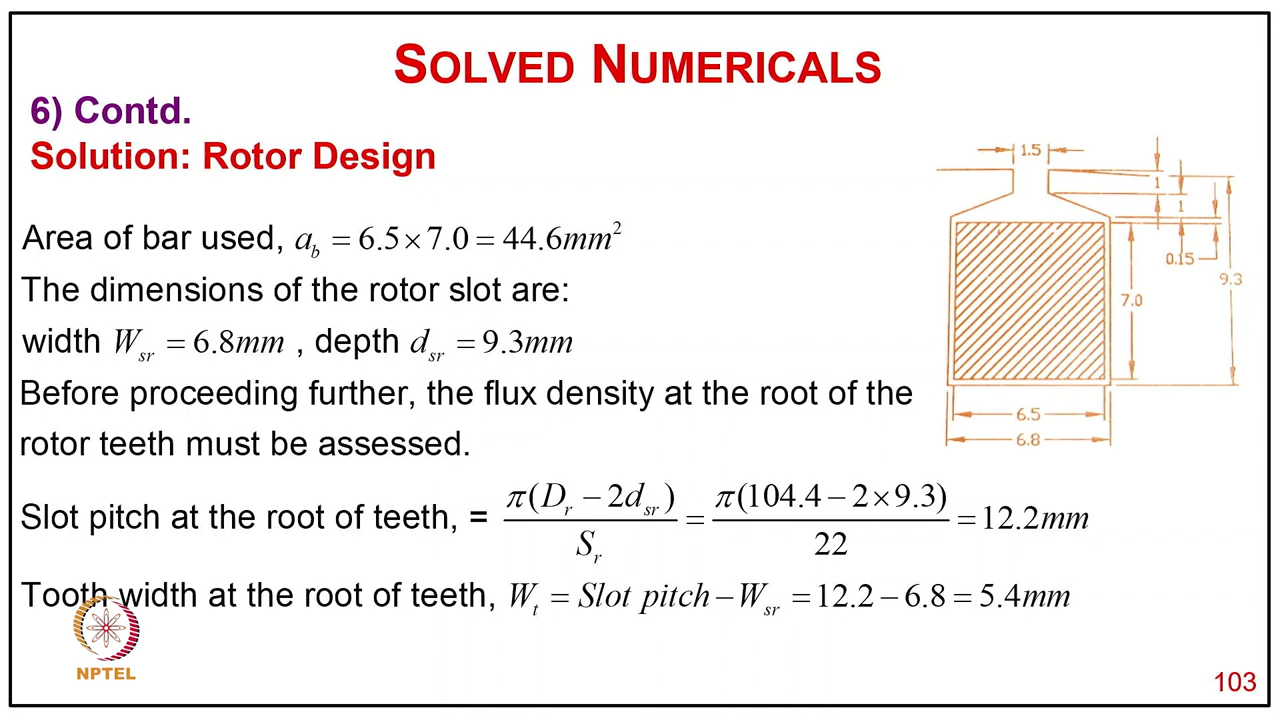 SOLVED NUMERICALS
6) Contd.
Solution: Rotor Design
Area of bar used, a_b = 6.5 × 7.0 = 44.6mm²
The dimensions of the rotor slot are:
width W_sr = 6.8mm , depth d_sr = 9.3mm
Before proceeding further, the flux density at the root of the
rotor teeth must be assessed.
Slot pitch at the root of teeth, = π(D_r − 2d_sr)/S_r = π(104.4 − 2×9.3)/22 = 12.2mm
Tooth width at the root of teeth, W_t = Slot pitch − W_sr = 12.2 − 6.8 = 5.4mm
1.5
1
1
0.15
9.3
7.0
6.5
6.8
NPTEL
103